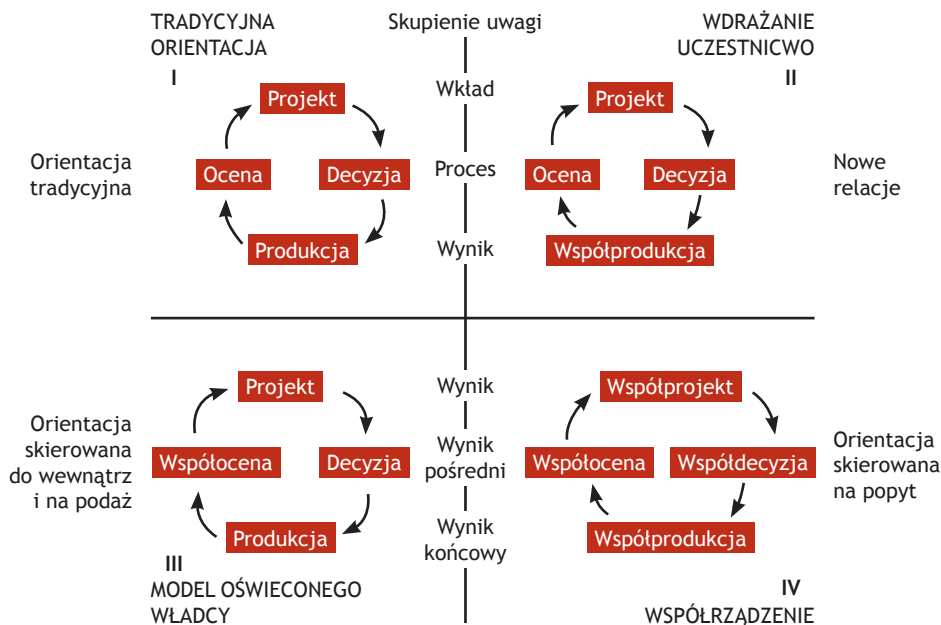 TRADYCYJNA
ORIENTACJA
I
Skupienie uwagi
WDRAŻANIE
UCZESTNICWO
II
Projekt
Wkład
Projekt
Orientacja
tradycyjna
Ocena
Decyzja
Proces
Ocena
Decyzja
Nowe
relacje
Produkcja
Wynik
Współprodukcja
Projekt
Wynik
Współprojekt
Orientacja
skierowana
do wewnątrz
i na podaż
Współocena
Decyzja
Wynik
pośredni
Współocena
Współdecyzja
Orientacja
skierowana
na popyt
Produkcja
Wynik
końcowy
Współprodukcja
III
MODEL OŚWIECONEGO
WŁADCY
IV
WSPÓŁRZĄDZENIE